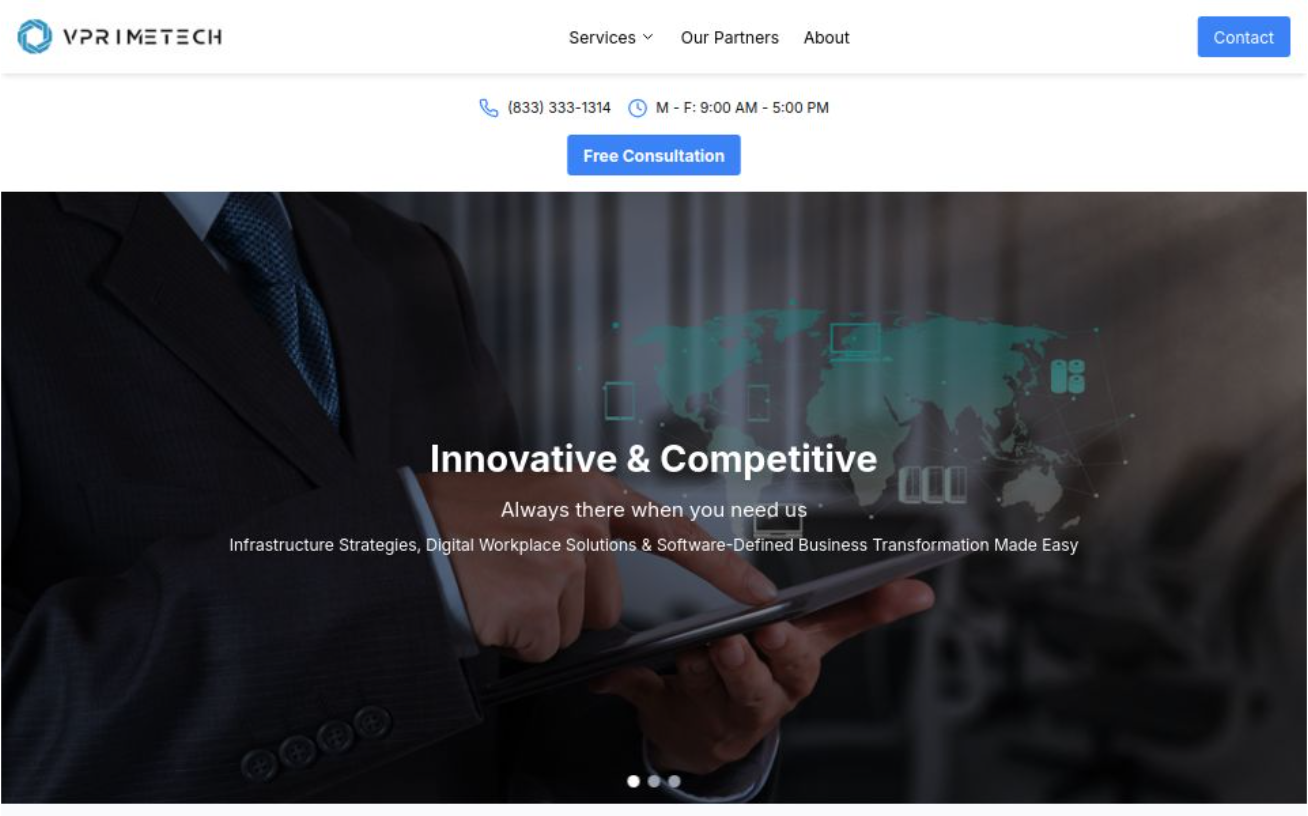 VPRIMETECH
Services Our Partners About
Contact
(833) 333-1314 M - F: 9:00 AM - 5:00 PM
Free Consultation
Innovative & Competitive
Always there when you need us
Infrastructure Strategies, Digital Workplace Solutions & Software-Defined Business Transformation Made Easy